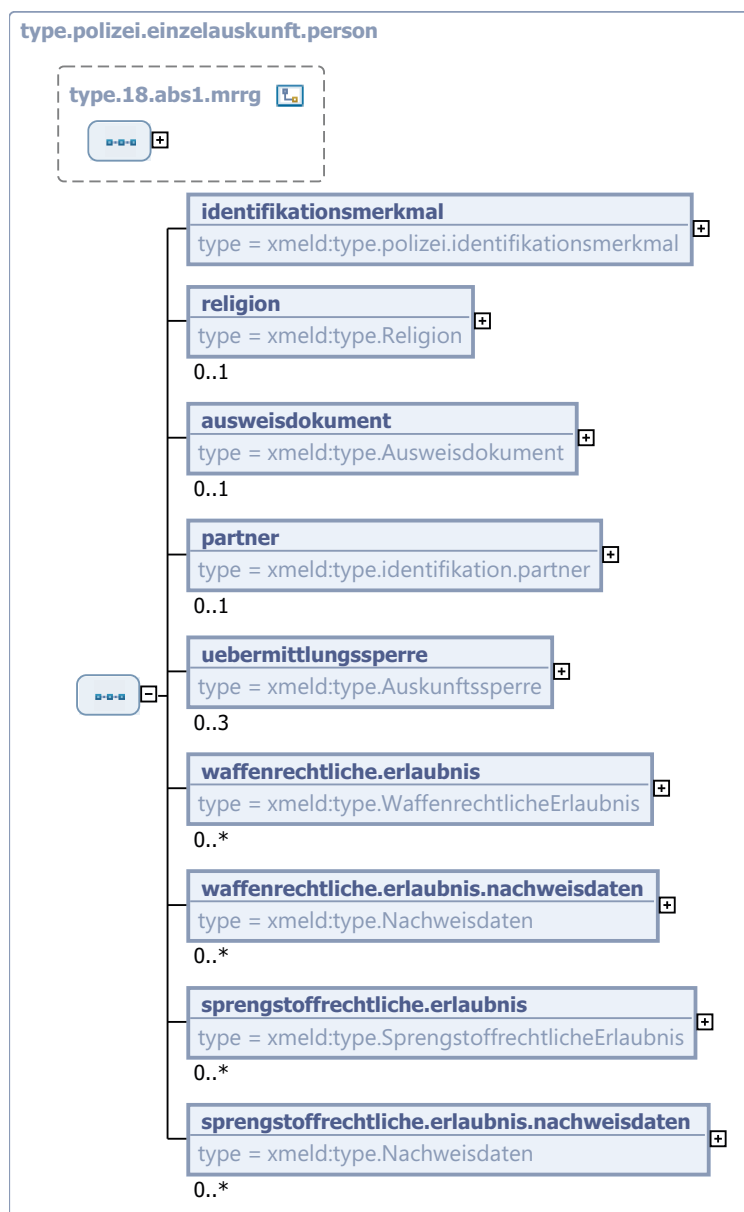 type.polizei.einzelauskunft.person
type.18.abs1.mrrg
identifikationsmerkmal
type = xmeld:type.polizei.identifikationsmerkmal
religion
type = xmeld:type.Religion
0..1
ausweisdokument
type = xmeld:type.Ausweisdokument
0..1
partner
type = xmeld:type.identifikation.partner
0..1
uebermittlungssperre
type = xmeld:type.Auskunftssperre
0..3
waffenrechtliche.erlaubnis
type = xmeld:type.WaffenrechtlicheErlaubnis
0..*
waffenrechtliche.erlaubnis.nachweisdaten
type = xmeld:type.Nachweisdaten
0..*
sprengstoffrechtliche.erlaubnis
type = xmeld:type.SprengstoffrechtlicheErlaubnis
0..*
sprengstoffrechtliche.erlaubnis.nachweisdaten
type = xmeld:type.Nachweisdaten
0..*